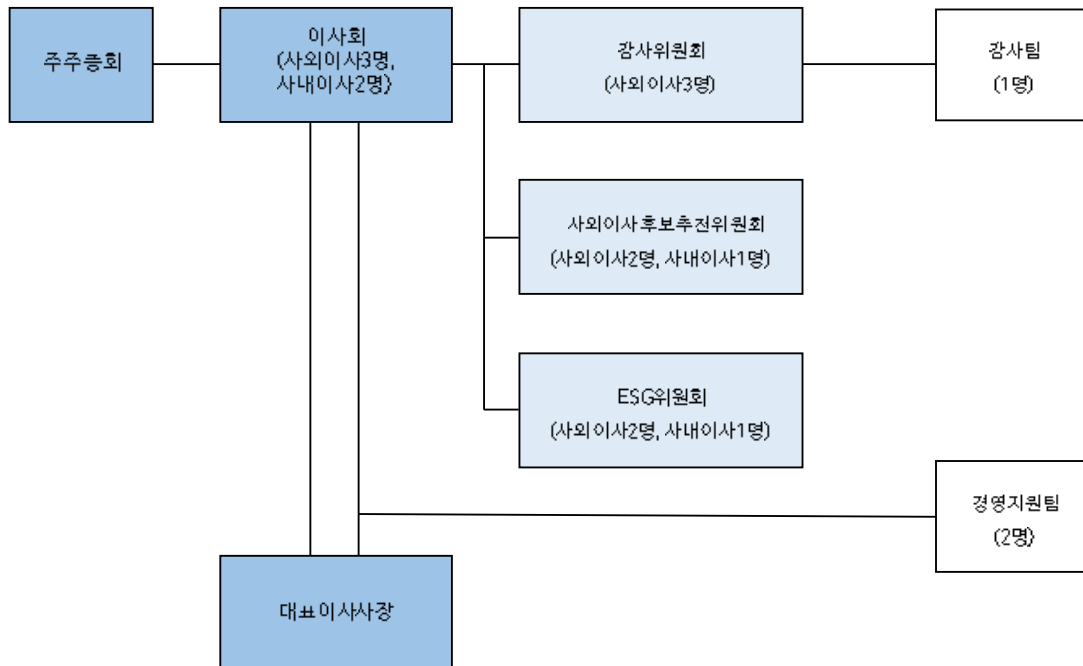 주주총회
이사회
(사외이사3명,
사내이사2명)
감사위원회
(사외이사3명)
감사팀
(1명)
사외이사후보추천위원회
(사외이사2명, 사내이사1명)
ESG위원회
(사외이사2명, 사내이사1명)
경영지원팀
(2명)
대표이사사장